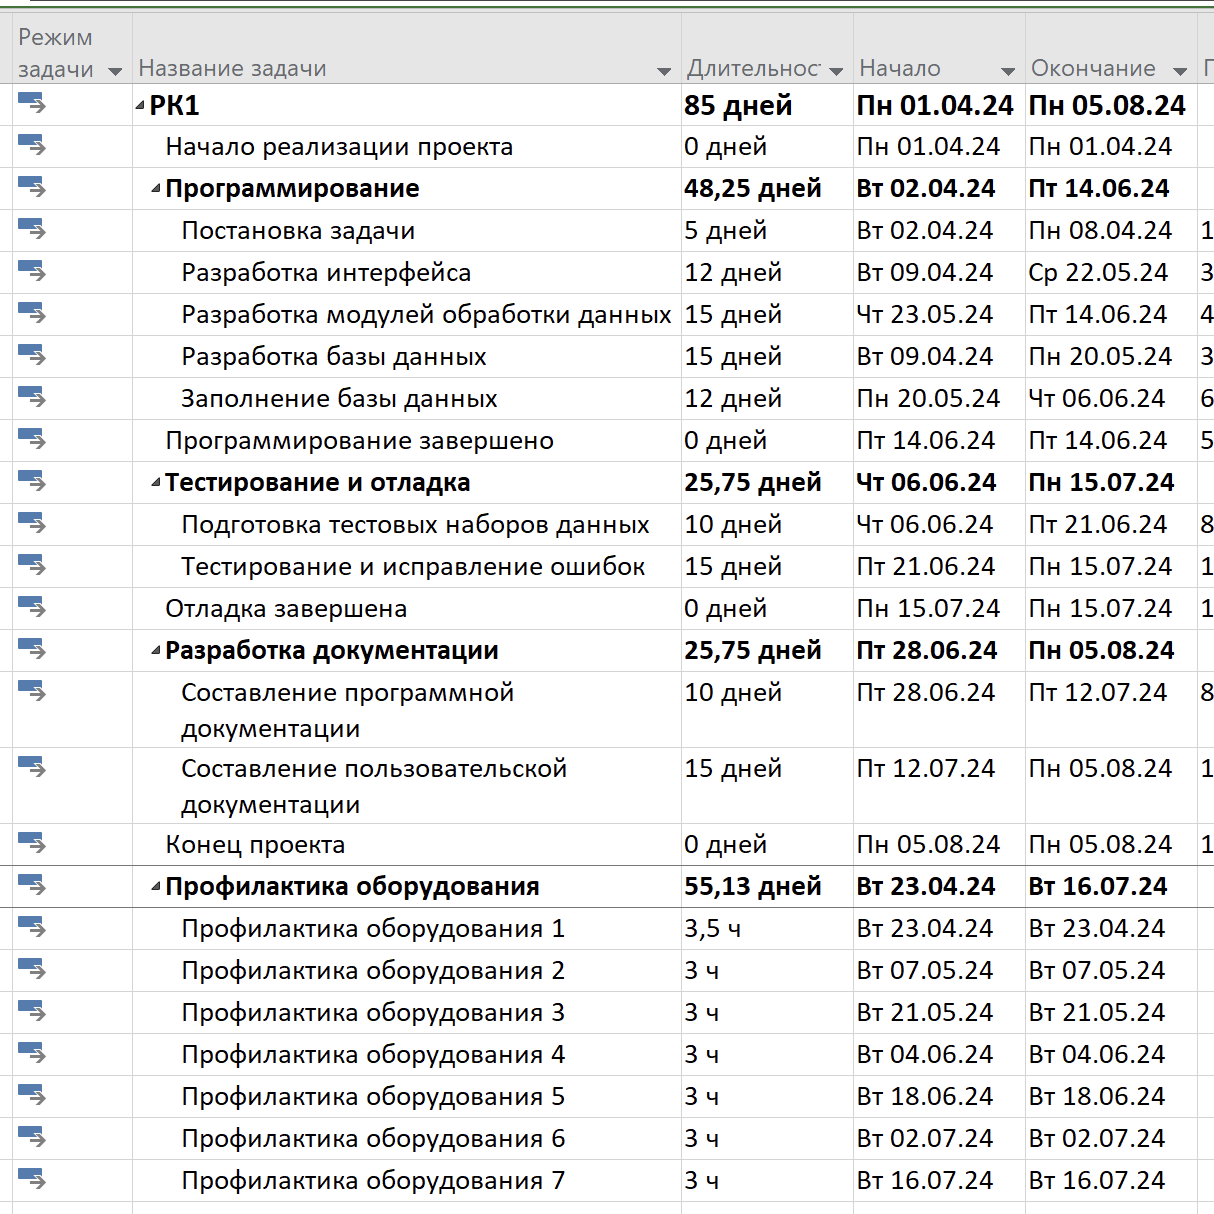 Режим задачи Название задачи Длительнос Начало Окончание
РК1 85 дней Пн 01.04.24 Пн 05.08.24
Начало реализации проекта 0 дней Пн 01.04.24 Пн 01.04.24
Программирование 48,25 дней Вт 02.04.24 Пт 14.06.24
Постановка задачи 5 дней Вт 02.04.24 Пн 08.04.24 1
Разработка интерфейса 12 дней Вт 09.04.24 Ср 22.05.24 3
Разработка модулей обработки данных 15 дней Чт 23.05.24 Пт 14.06.24 4
Разработка базы данных 15 дней Вт 09.04.24 Пн 20.05.24 3
Заполнение базы данных 12 дней Пн 20.05.24 Чт 06.06.24 6
Программирование завершено 0 дней Пт 14.06.24 Пт 14.06.24 5
Тестирование и отладка 25,75 дней Чт 06.06.24 Пн 15.07.24
Подготовка тестовых наборов данных 10 дней Чт 06.06.24 Пт 21.06.24 8
Тестирование и исправление ошибок 15 дней Пт 21.06.24 Пн 15.07.24 1
Отладка завершена 0 дней Пн 15.07.24 Пн 15.07.24 1
Разработка документации 25,75 дней Пт 28.06.24 Пн 05.08.24
Составление программной 10 дней Пт 28.06.24 Пт 12.07.24 8
документации
Составление пользовательской 15 дней Пт 12.07.24 Пн 05.08.24 1
документации
Конец проекта 0 дней Пн 05.08.24 Пн 05.08.24 1
Профилактика оборудования 55,13 дней Вт 23.04.24 Вт 16.07.24
Профилактика оборудования 1 3,5 ч Вт 23.04.24 Вт 23.04.24
Профилактика оборудования 2 3 ч Вт 07.05.24 Вт 07.05.24
Профилактика оборудования 3 3 ч Вт 21.05.24 Вт 21.05.24
Профилактика оборудования 4 3 ч Вт 04.06.24 Вт 04.06.24
Профилактика оборудования 5 3 ч Вт 18.06.24 Вт 18.06.24
Профилактика оборудования 6 3 ч Вт 02.07.24 Вт 02.07.24
Профилактика оборудования 7 3 ч Вт 16.07.24 Вт 16.07.24